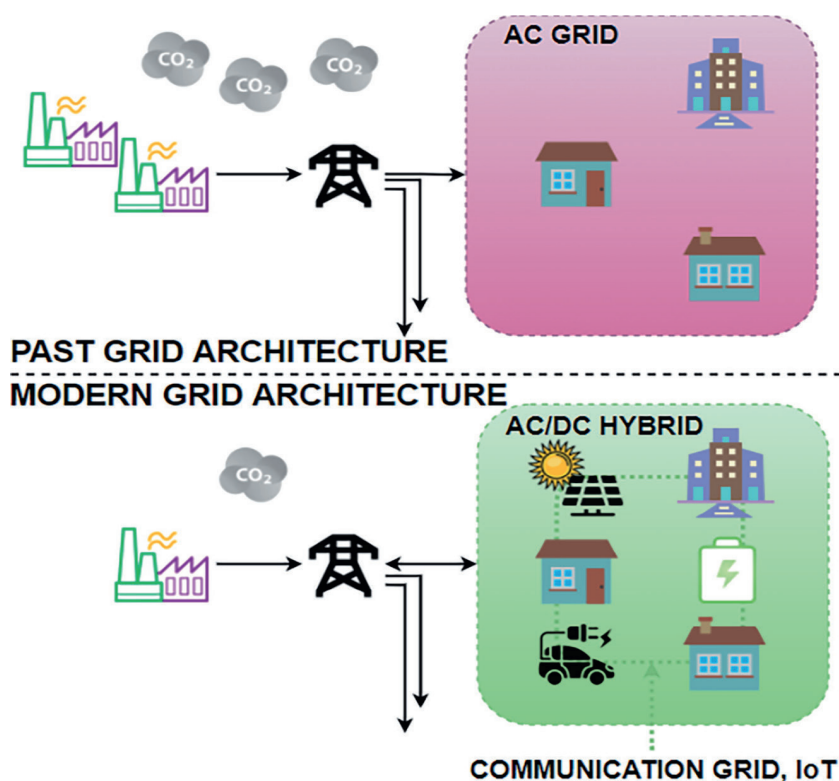 CO₂
CO₂
CO₂
AC GRID
PAST GRID ARCHITECTURE
MODERN GRID ARCHITECTURE
AC/DC HYBRID
CO₂
COMMUNICATION GRID, IoT